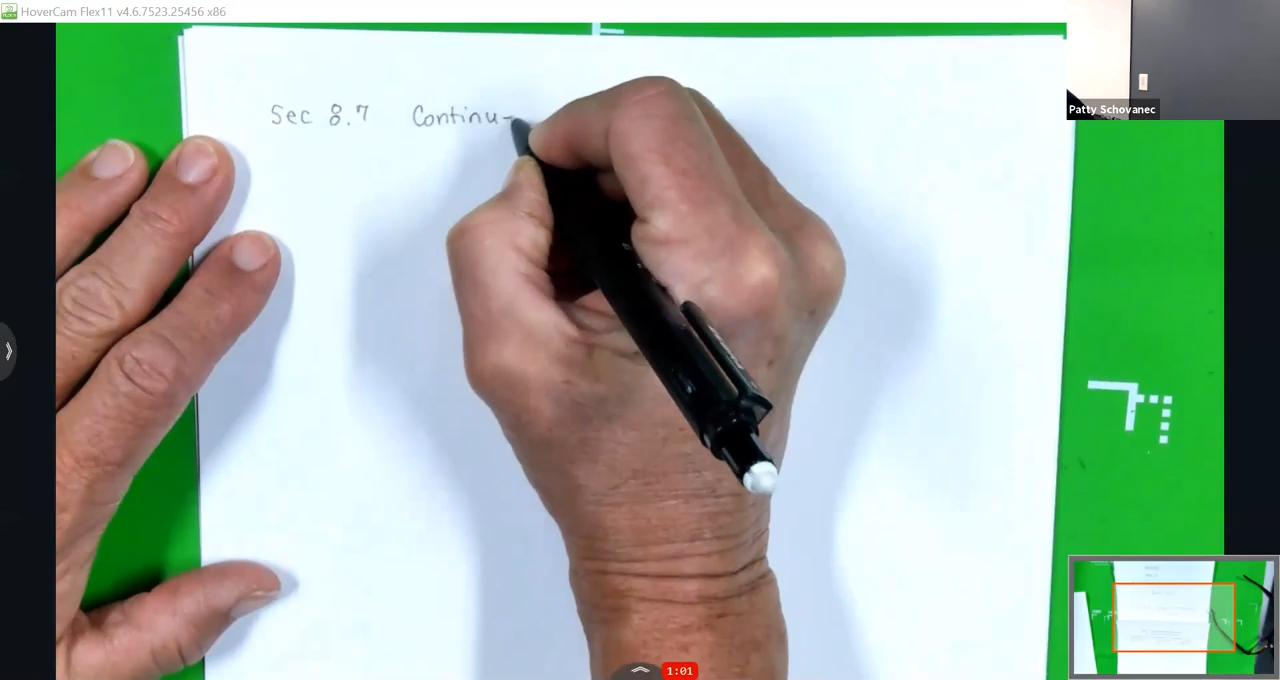 HoverCam Flex11 v4.6.7523.25456 x86
Patty Schovanec
Sec 8.7 Continu
1:01